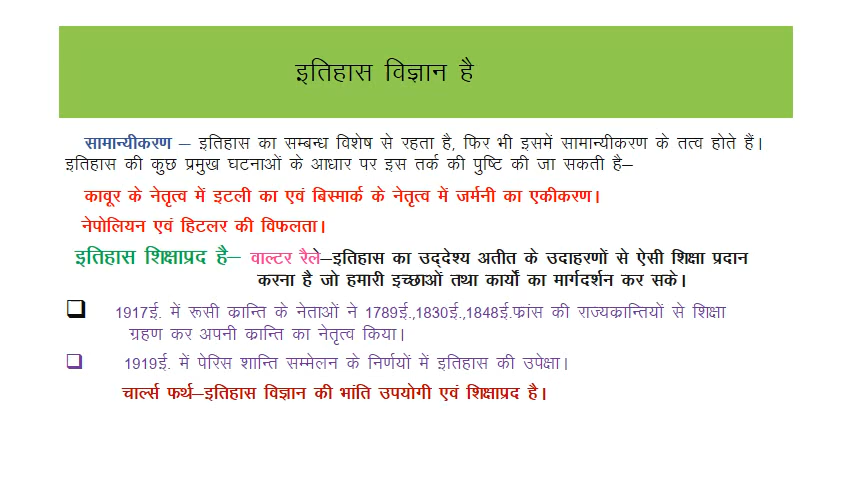 इतिहास विज्ञान है
सामान्यीकरण – इतिहास का सम्बन्ध विशेष से रहता है, फिर भी इसमें सामान्यीकरण के तत्व होते हैं।
इतिहास की कुछ प्रमुख घटनाओं के आधार पर इस तर्क की पुष्टि की जा सकती है–
कावूर के नेतृत्व में इटली का एवं बिस्मार्क के नेतृत्व में जर्मनी का एकीकरण।
नेपोलियन एवं हिटलर की विफलता।
इतिहास शिक्षाप्रद है– वाल्टर रैले–इतिहास का उद्देश्य अतीत के उदाहरणों से ऐसी शिक्षा प्रदान
करना है जो हमारी इच्छाओं तथा कार्यों का मार्गदर्शन कर सके।
1917ई. में रूसी क्रान्ति के नेताओं ने 1789ई.,1830ई.,1848ई.फ्रांस की राज्यक्रान्तियों से शिक्षा
ग्रहण कर अपनी क्रान्ति का नेतृत्व किया।
1919ई. में पेरिस शान्ति सम्मेलन के निर्णयों में इतिहास की उपेक्षा।
चार्ल्स फर्थ–इतिहास विज्ञान की भांति उपयोगी एवं शिक्षाप्रद है।